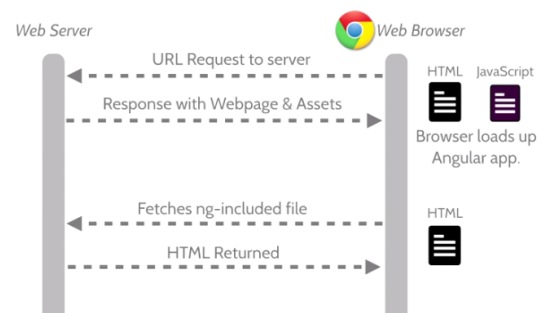 Web Server
Web Browser
URL Request to server
HTML
JavaScript
Response with Webpage & Assets
Browser loads up
Angular app.
Fetches ng-included file
HTML
HTML Returned